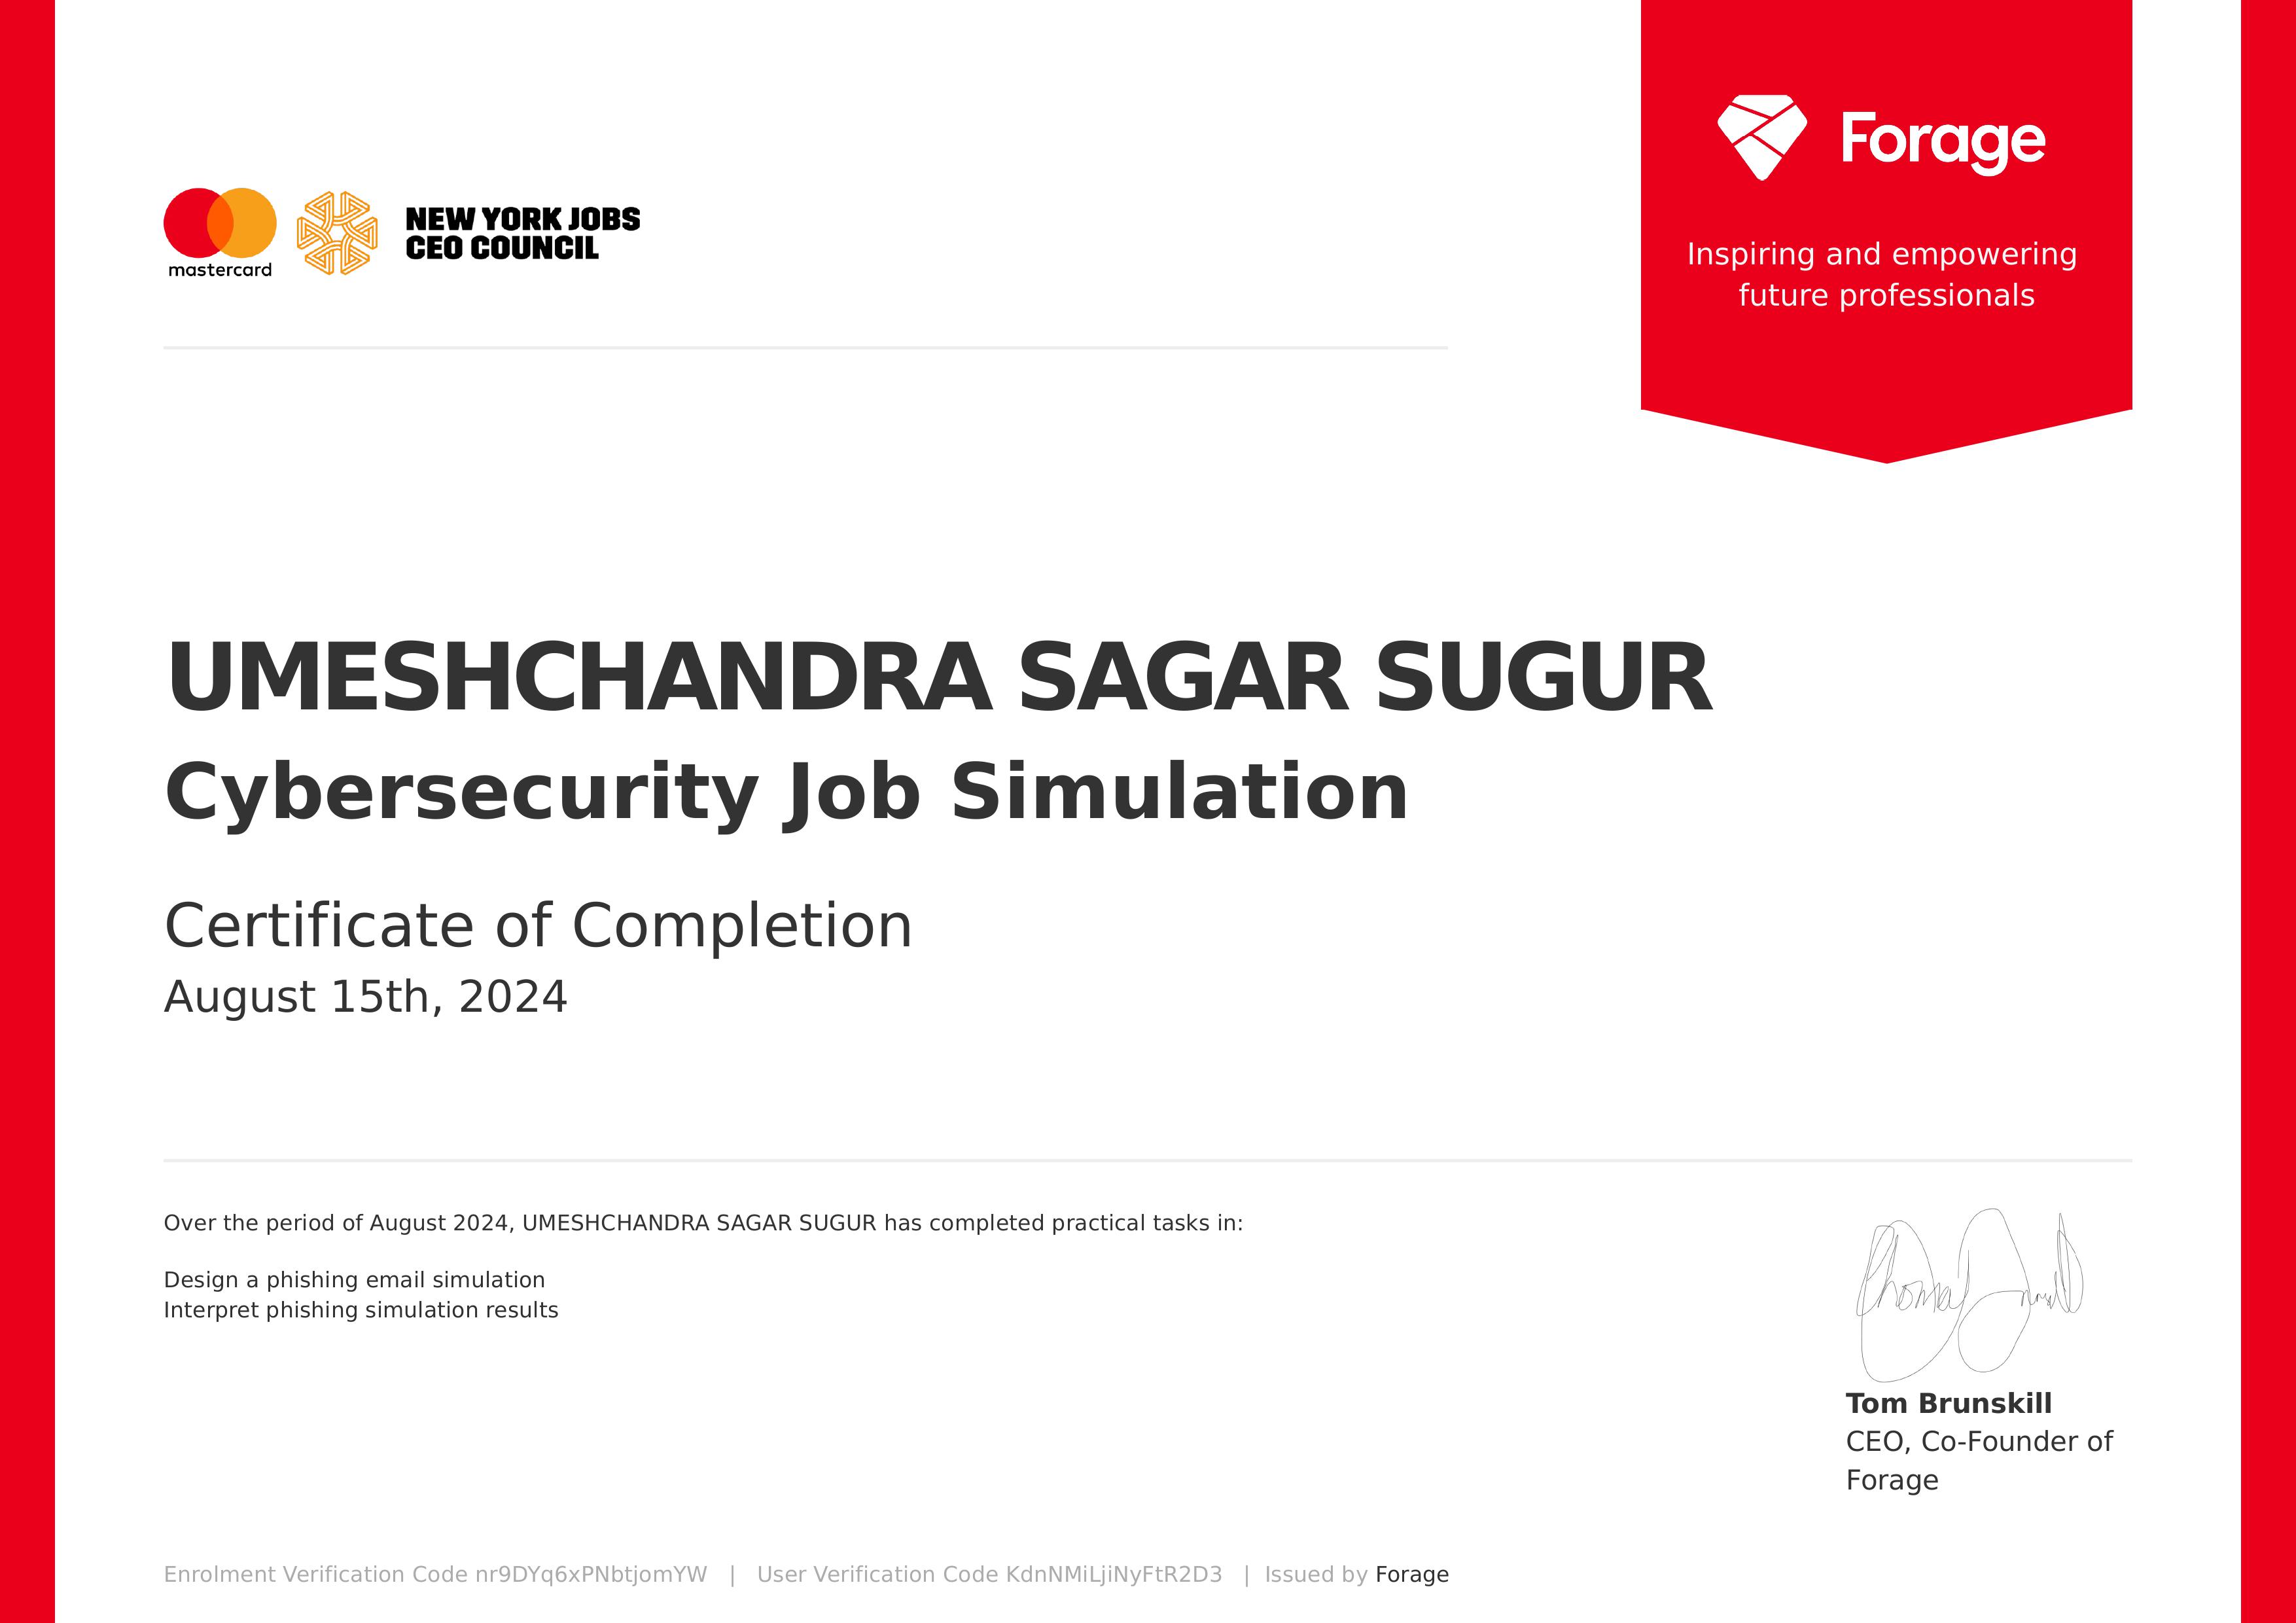 mastercard
NEW YORK JOBS
CEO COUNCIL
Forage
Inspiring and empowering
future professionals
UMESHCHANDRA SAGAR SUGUR
Cybersecurity Job Simulation
Certificate of Completion
August 15th, 2024
Over the period of August 2024, UMESHCHANDRA SAGAR SUGUR has completed practical tasks in:
Design a phishing email simulation
Interpret phishing simulation results
Tom Brunskill
CEO, Co-Founder of
Forage
Enrolment Verification Code nr9DYq6xPNbtjomYW | User Verification Code KdnNMiLjiNyFtR2D3 | Issued by Forage